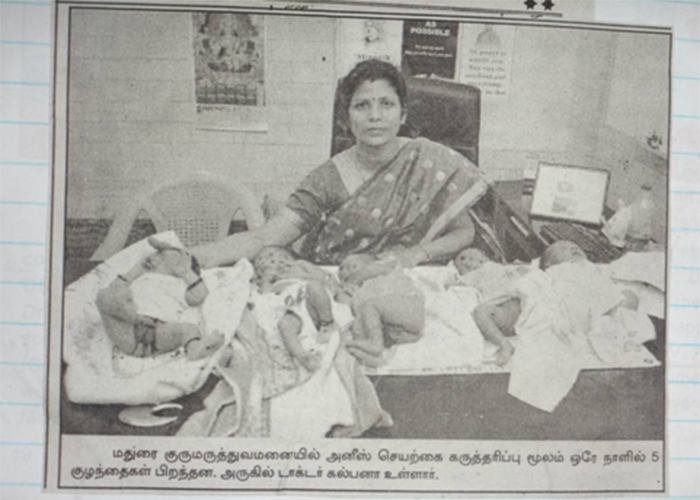 AS
POSSIBLE
மதுரை குருமருத்துவமனையில் அனீஸ் செயற்கை கருத்தரிப்பு மூலம் ஒரே நாளில் 5
குழந்தைகள் பிறந்தன. அருகில் டாக்டர் கல்பனா உள்ளார்.